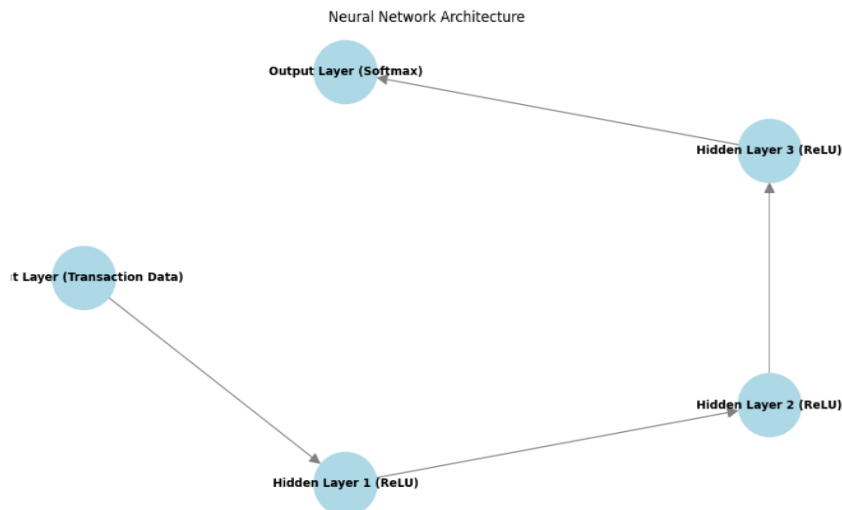 Neural Network Architecture
Output Layer (Softmax)
Hidden Layer 3 (ReLU)
t Layer (Transaction Data)
Hidden Layer 2 (ReLU)
Hidden Layer 1 (ReLU)